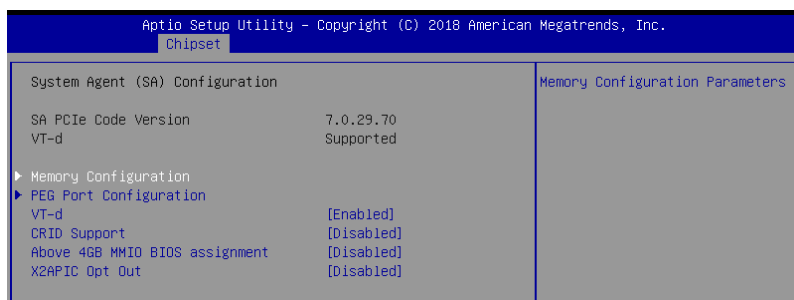 Aptio Setup Utility – Copyright (C) 2018 American Megatrends, Inc.
Chipset
System Agent (SA) Configuration
Memory Configuration Parameters
SA PCIe Code Version 7.0.29.70
VT-d Supported
Memory Configuration
PEG Port Configuration
VT-d [Enabled]
CRID Support [Disabled]
Above 4GB MMIO BIOS assignment [Disabled]
X2APIC Opt Out [Disabled]